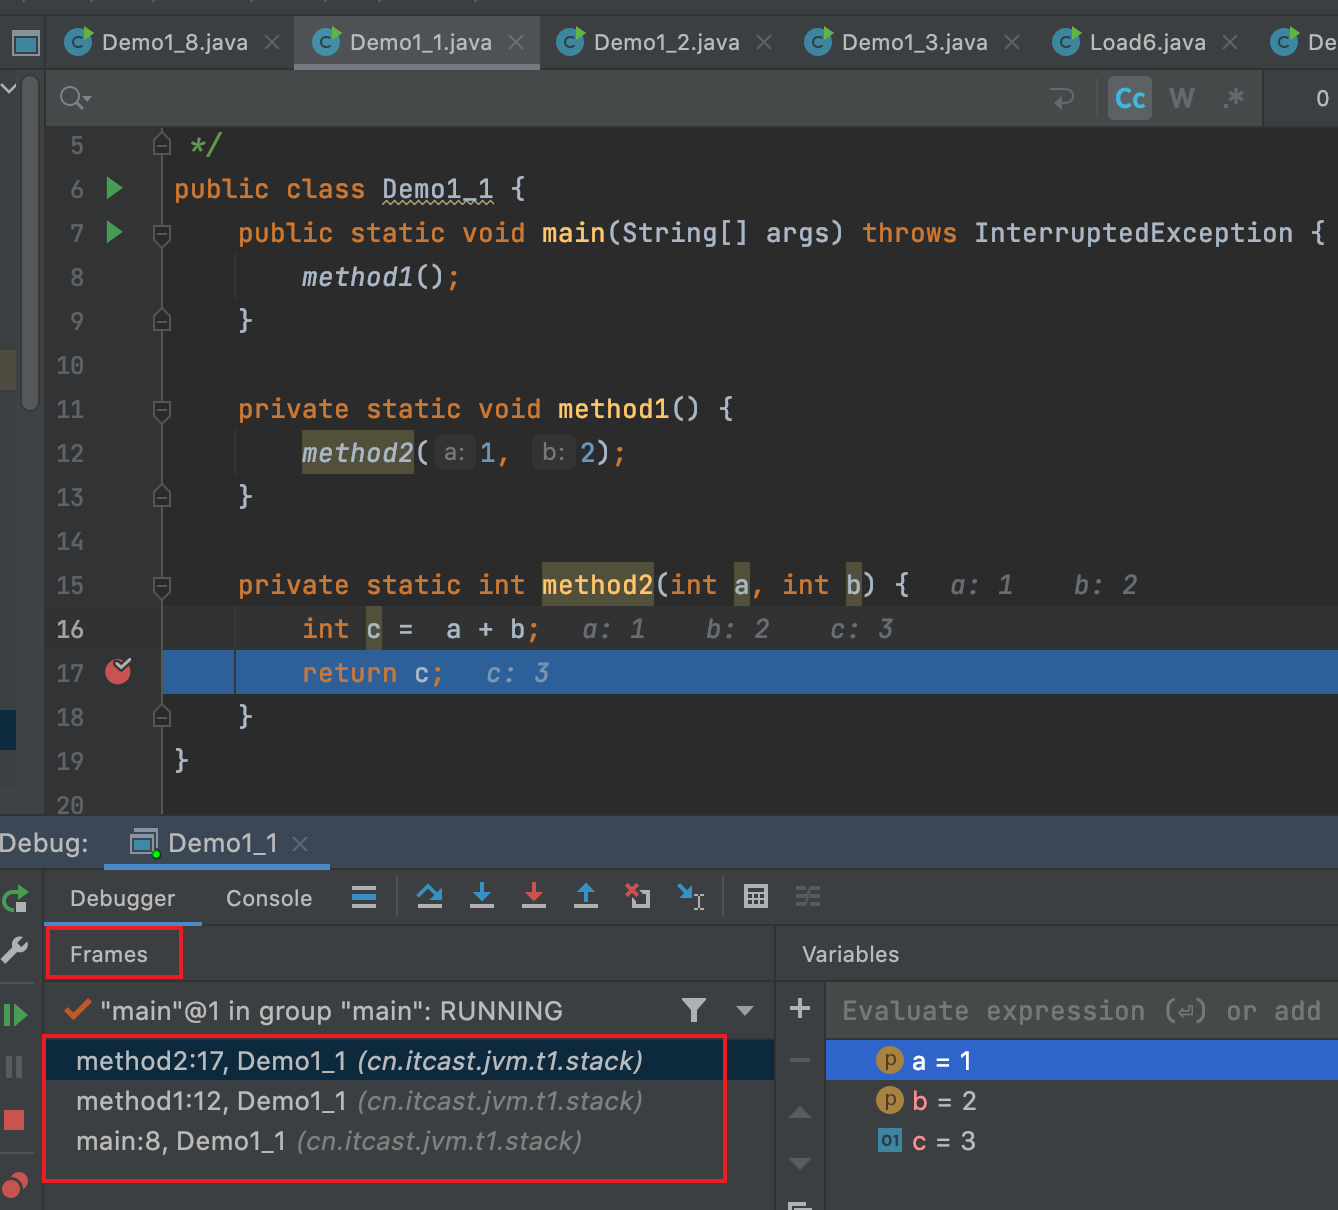 Demo1_8.java Demo1_1.java Demo1_2.java Demo1_3.java Load6.java De
Cc W .* 0
5 */
6 public class Demo1_1 {
7 public static void main(String[] args) throws InterruptedException {
8 method1();
9 }
10
11 private static void method1() {
12 method2( a: 1, b: 2);
13 }
14
15 private static int method2(int a, int b) { a: 1 b: 2
16 int c = a + b; a: 1 b: 2 c: 3
17 return c; c: 3
18 }
19 }
20
Debug: Demo1_1
Debugger Console
Frames Variables
"main"@1 in group "main": RUNNING
Evaluate expression (⏎) or add
method2:17, Demo1_1 (cn.itcast.jvm.t1.stack)
method1:12, Demo1_1 (cn.itcast.jvm.t1.stack)
main:8, Demo1_1 (cn.itcast.jvm.t1.stack)
p a = 1
p b = 2
01 c = 3